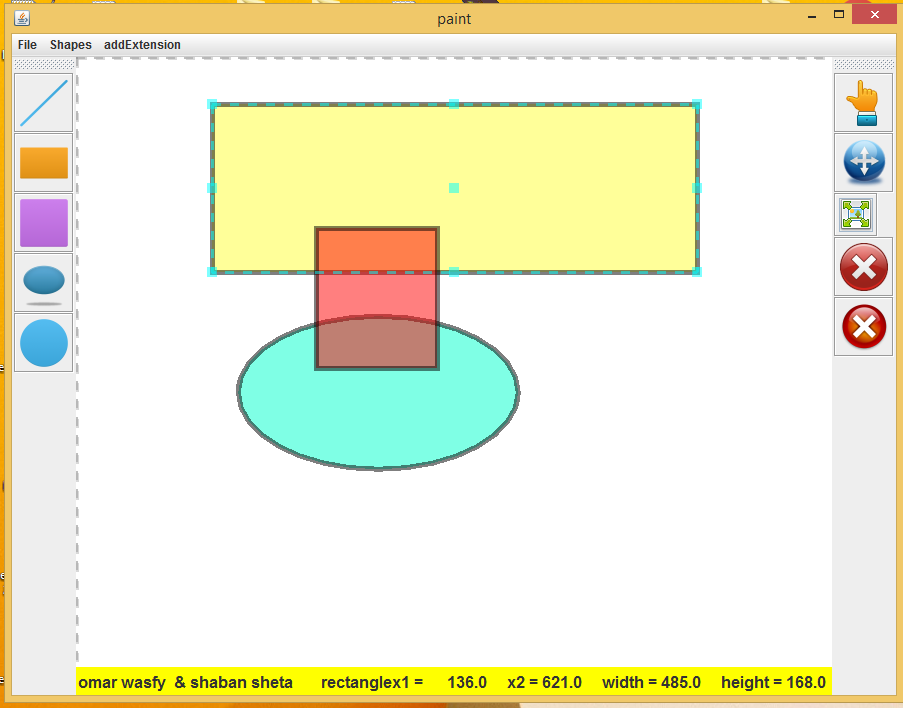 paint
File Shapes addExtension
omar wasfy & shaban sheta rectanglex1 = 136.0 x2 = 621.0 width = 485.0 height = 168.0